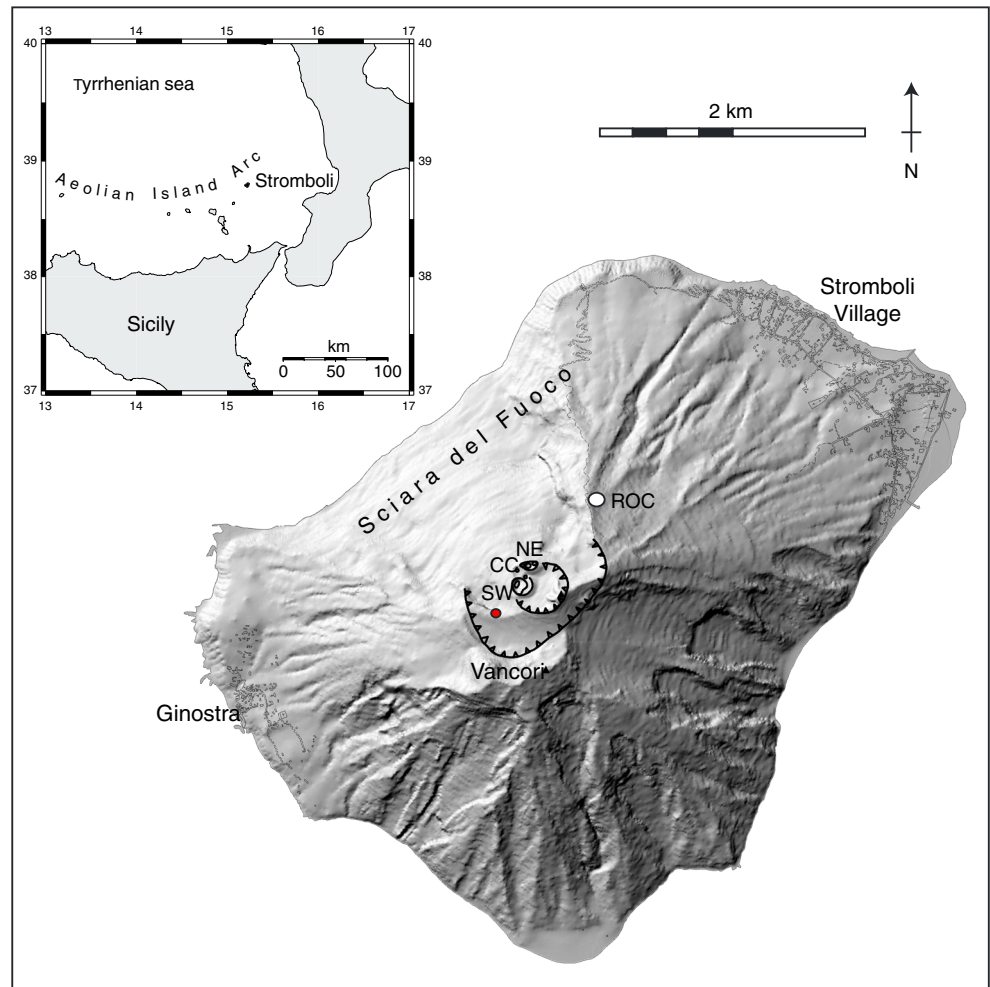 13 14 15 16 17
40 40
Tyrrhenian sea
39 39
Aeolian Island Arc
Stromboli
38 38
Sicily
km
0 50 100
37 37
13 14 15 16 17
2 km
N
Stromboli
Village
Sciara del Fuoco
ROC
NE
CC
SW
Vancori
Ginostra